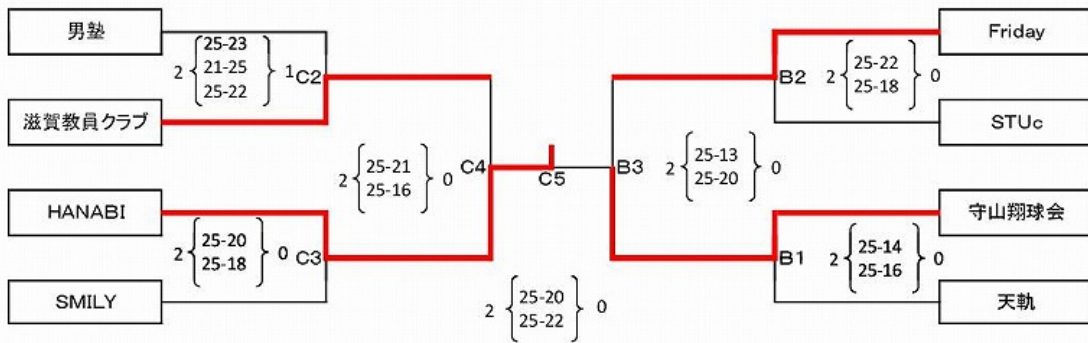 男塾
2 25-23 21-25 25-22 1 C2
滋賀教員クラブ
HANABI
2 25-20 25-18 0 C3
SMILY
2 25-21 25-16 0 C4
C5
2 25-20 25-22 0
Friday
B2 2 25-22 25-18 0
STUc
B3 2 25-13 25-20 0
守山翔球会
B1 2 25-14 25-16 0
天軌